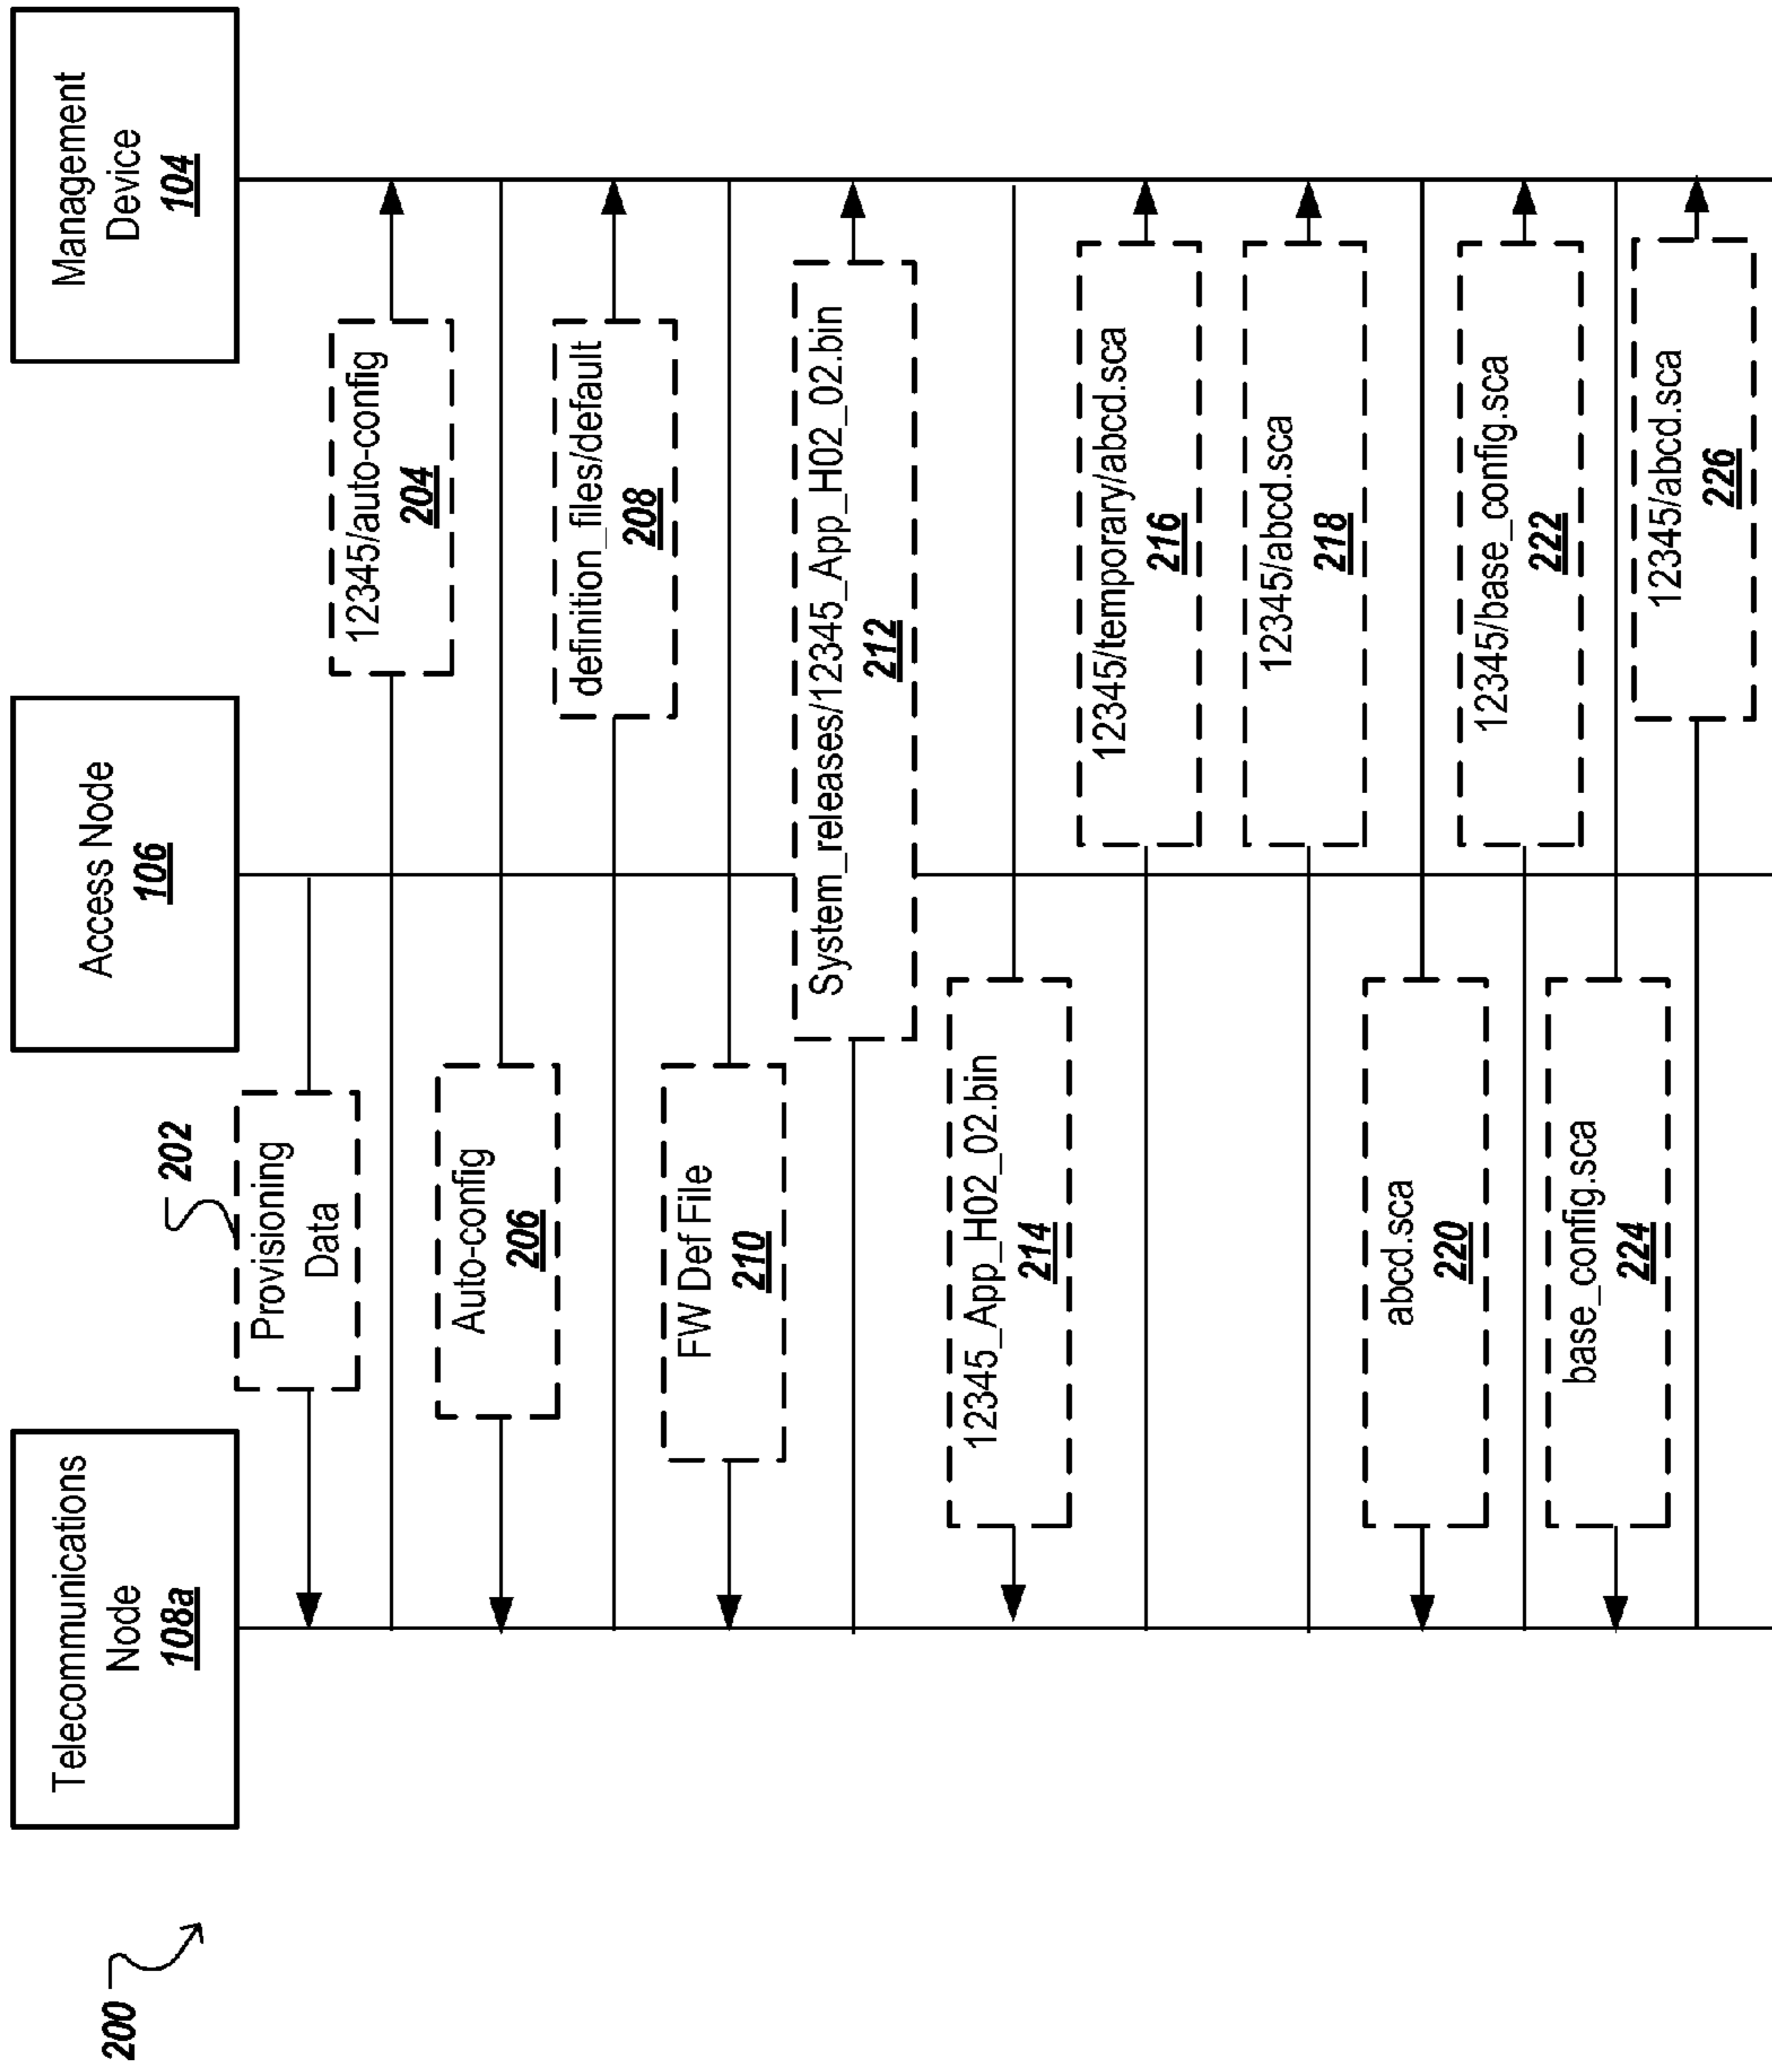 200
Telecommunications
Node
108a
Access Node
106
Management
Device
104
202
Provisioning
Data
12345/auto-config
204
Auto-config
206
definition_files/default
208
FW Def File
210
System_releases/12345_App_H02_02.bin
212
12345_App_H02_02.bin
214
12345/temporary/abcd.sca
216
12345/abcd.sca
218
abcd.sca
220
12345/base_config.sca
222
base_config.sca
224
12345/abcd.sca
226